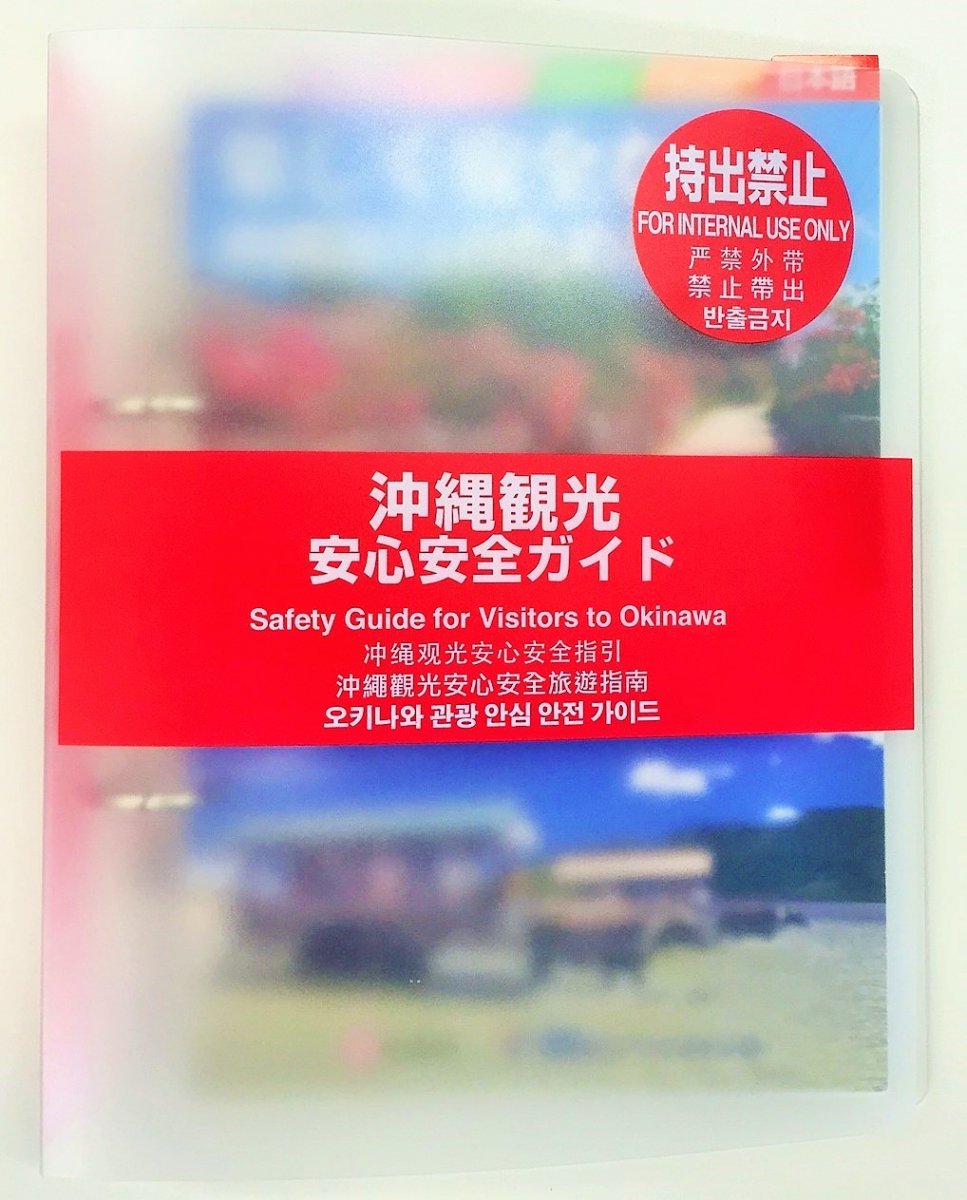 日本語
持出禁止
FOR INTERNAL USE ONLY
严禁外带
禁止帶出
반출금지
沖縄観光
安心安全ガイド
Safety Guide for Visitors to Okinawa
冲绳观光安心安全指引
沖繩觀光安心安全旅遊指南
오키나와 관광 안심 안전 가이드